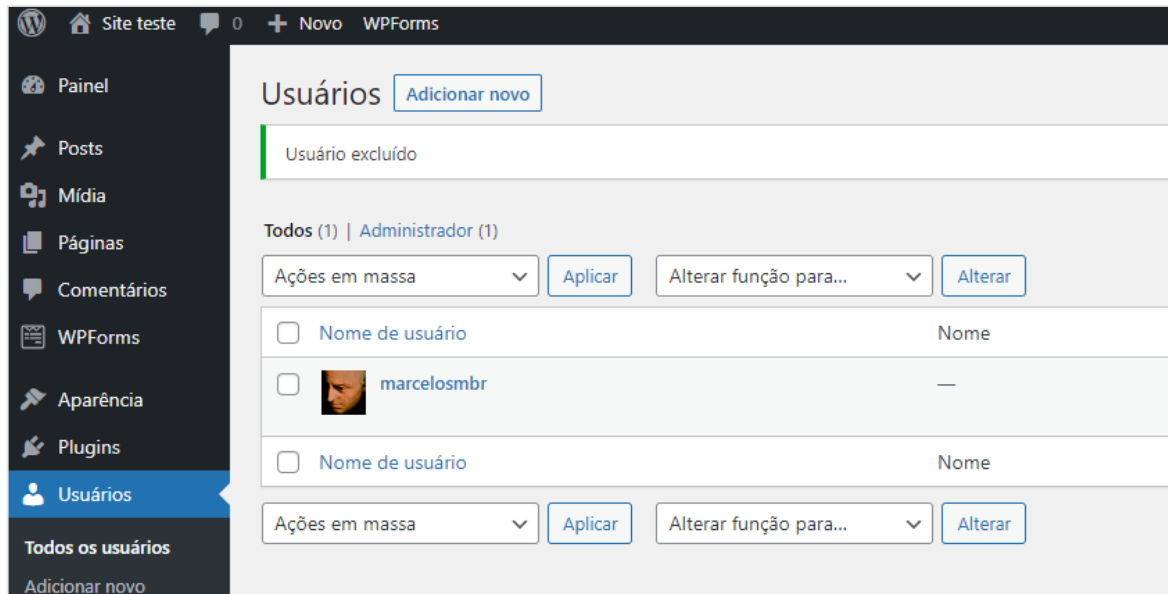 Site teste 0 Novo WPForms
Painel
Posts
Mídia
Páginas
Comentários
WPForms
Aparência
Plugins
Usuários
Todos os usuários
Adicionar novo
Usuários Adicionar novo
Usuário excluído
Todos (1) | Administrador (1)
Ações em massa Aplicar Alterar função para... Alterar
Nome de usuário Nome
marcelosmbr —
Nome de usuário Nome
Ações em massa Aplicar Alterar função para... Alterar